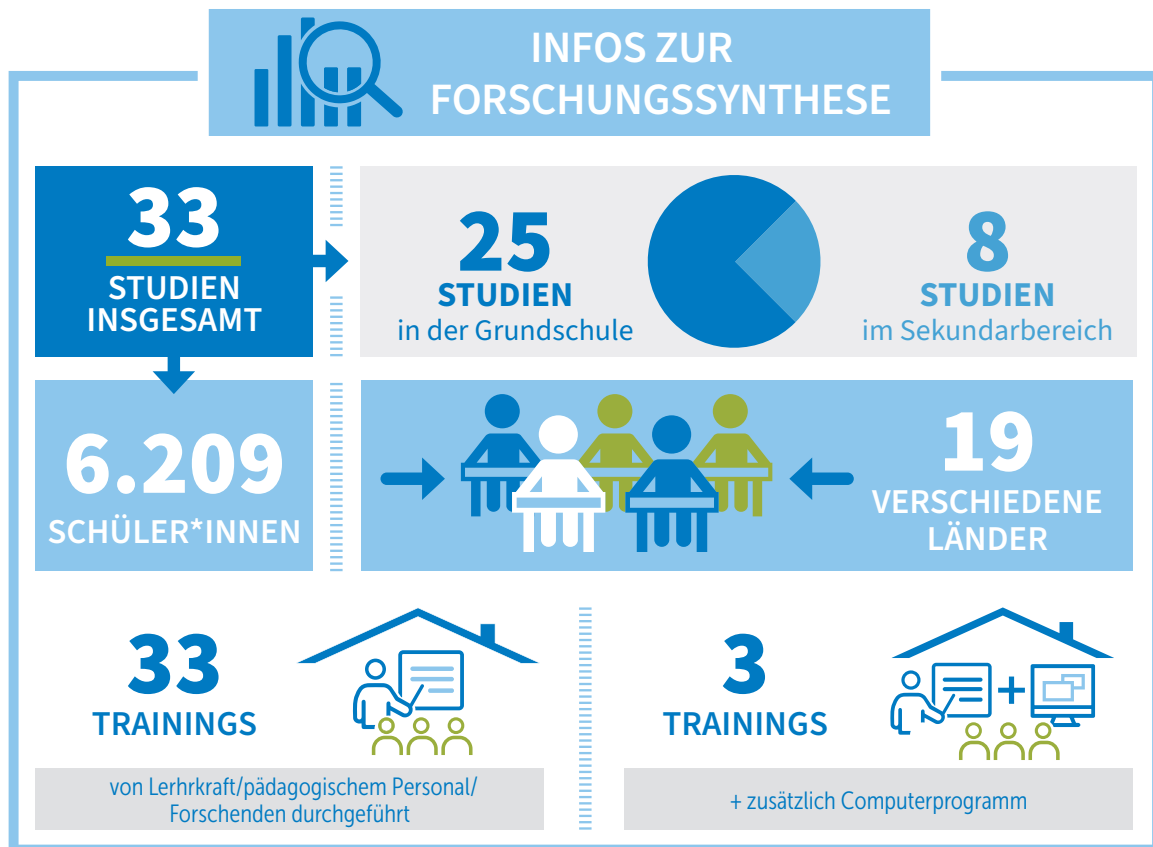 INFOS ZUR
FORSCHUNGSSYNTHESE
33
STUDIEN
INSGESAMT
25
STUDIEN
in der Grundschule
8
STUDIEN
im Sekundarbereich
6.209
SCHÜLER*INNEN
19
VERSCHIEDENE
LÄNDER
33
TRAININGS
von Lerhrkraft/pädagogischem Personal/
Forschenden durchgeführt
3
TRAININGS
+ zusätzlich Computerprogramm